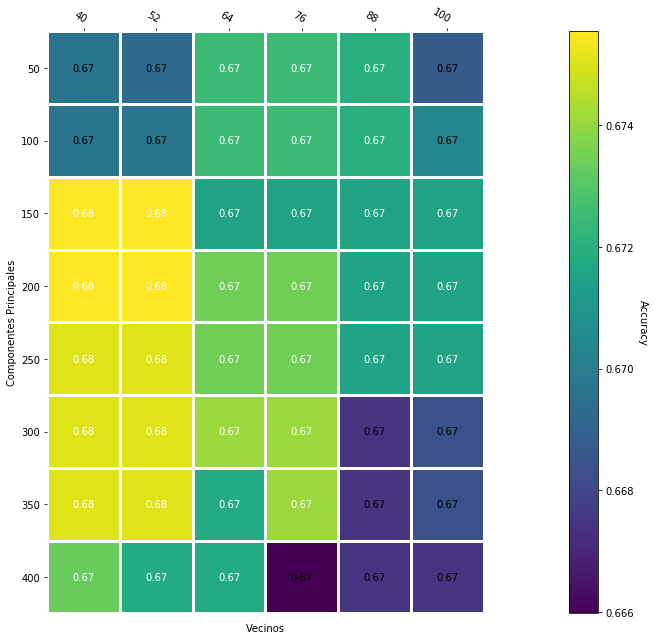 40 52 64 76 88 100
50 0.67 0.67 0.67 0.67 0.67 0.67
100 0.67 0.67 0.67 0.67 0.67 0.67
150 0.68 0.68 0.67 0.67 0.67 0.67
200 0.68 0.68 0.67 0.67 0.67 0.67
250 0.68 0.68 0.67 0.67 0.67 0.67
300 0.68 0.68 0.67 0.67 0.67 0.67
350 0.68 0.68 0.67 0.67 0.67 0.67
400 0.67 0.67 0.67 0.67 0.67 0.67
Componentes Principales
Vecinos
0.674
0.672
0.670
0.668
0.666
Accuracy